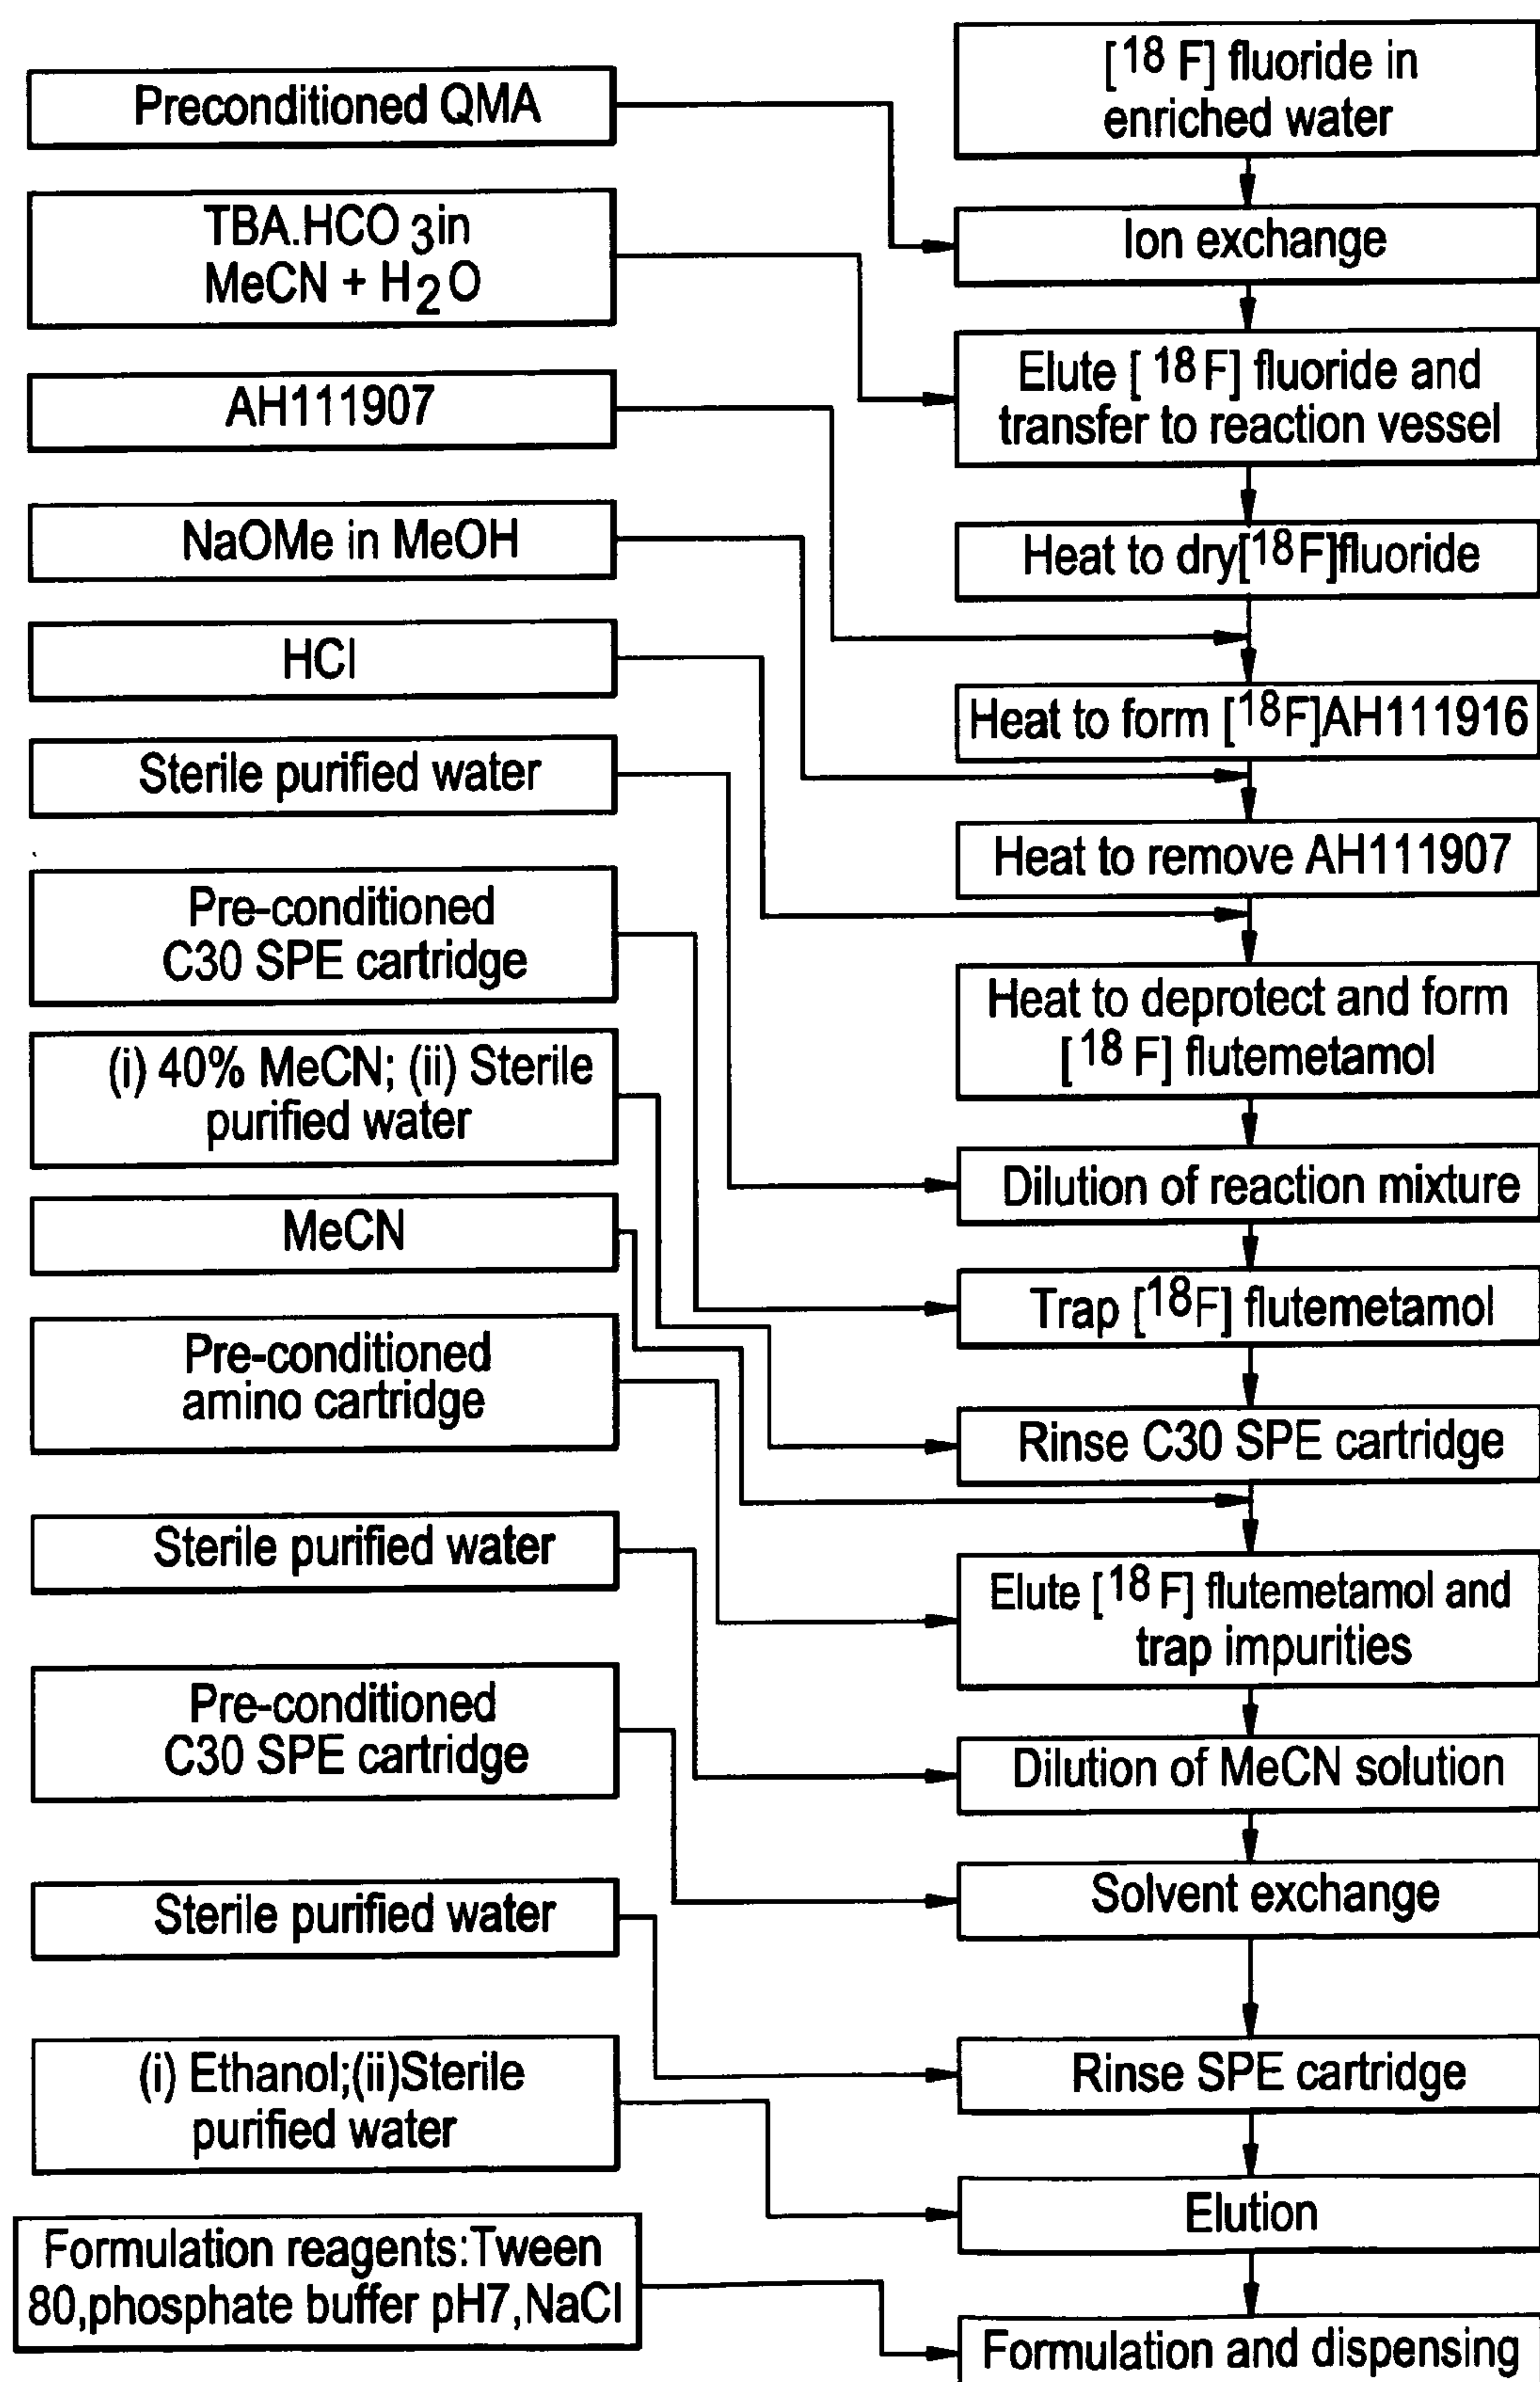 Preconditioned QMA
TBA.HCO3 in
MeCN + H2O
AH111907
NaOMe in MeOH
HCl
Sterile purified water
Pre-conditioned
C30 SPE cartridge
(i) 40% MeCN; (ii) Sterile
purified water
MeCN
Pre-conditioned
amino cartridge
Sterile purified water
Pre-conditioned
C30 SPE cartridge
Sterile purified water
(i) Ethanol;(ii)Sterile
purified water
Formulation reagents:Tween
80,phosphate buffer pH7,NaCl
[18 F] fluoride in
enriched water
Ion exchange
Elute [18 F] fluoride and
transfer to reaction vessel
Heat to dry[18 F]fluoride
Heat to form [18F]AH111916
Heat to remove AH111907
Heat to deprotect and form
[18 F] flutemetamol
Dilution of reaction mixture
Trap [18F] flutemetamol
Rinse C30 SPE cartridge
Elute [18 F] flutemetamol and
trap impurities
Dilution of MeCN solution
Solvent exchange
Rinse SPE cartridge
Elution
Formulation and dispensing